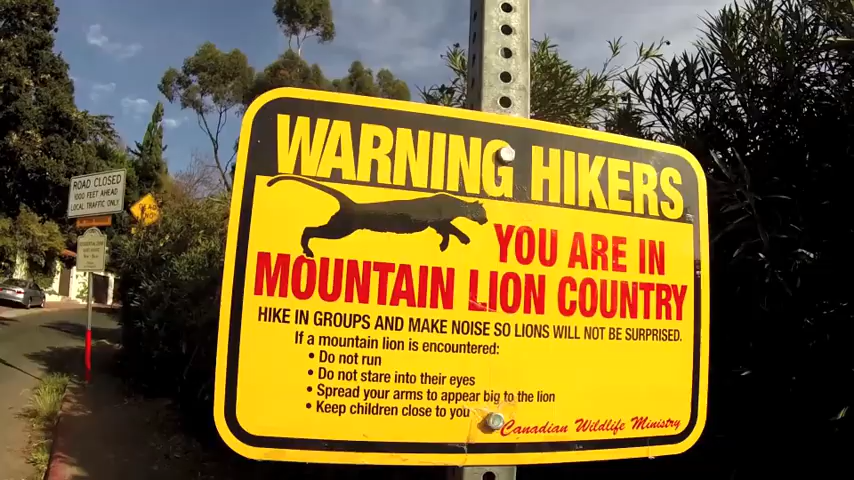 WARNING HIKERS
YOU ARE IN
MOUNTAIN LION COUNTRY
HIKE IN GROUPS AND MAKE NOISE SO LIONS WILL NOT BE SURPRISED.
If a mountain lion is encountered:
• Do not run
• Do not stare into their eyes
• Spread your arms to appear big to the lion
• Keep children close to you
Canadian Wildlife Ministry
ROAD CLOSED
1000 FEET AHEAD
LOCAL TRAFFIC ONLY